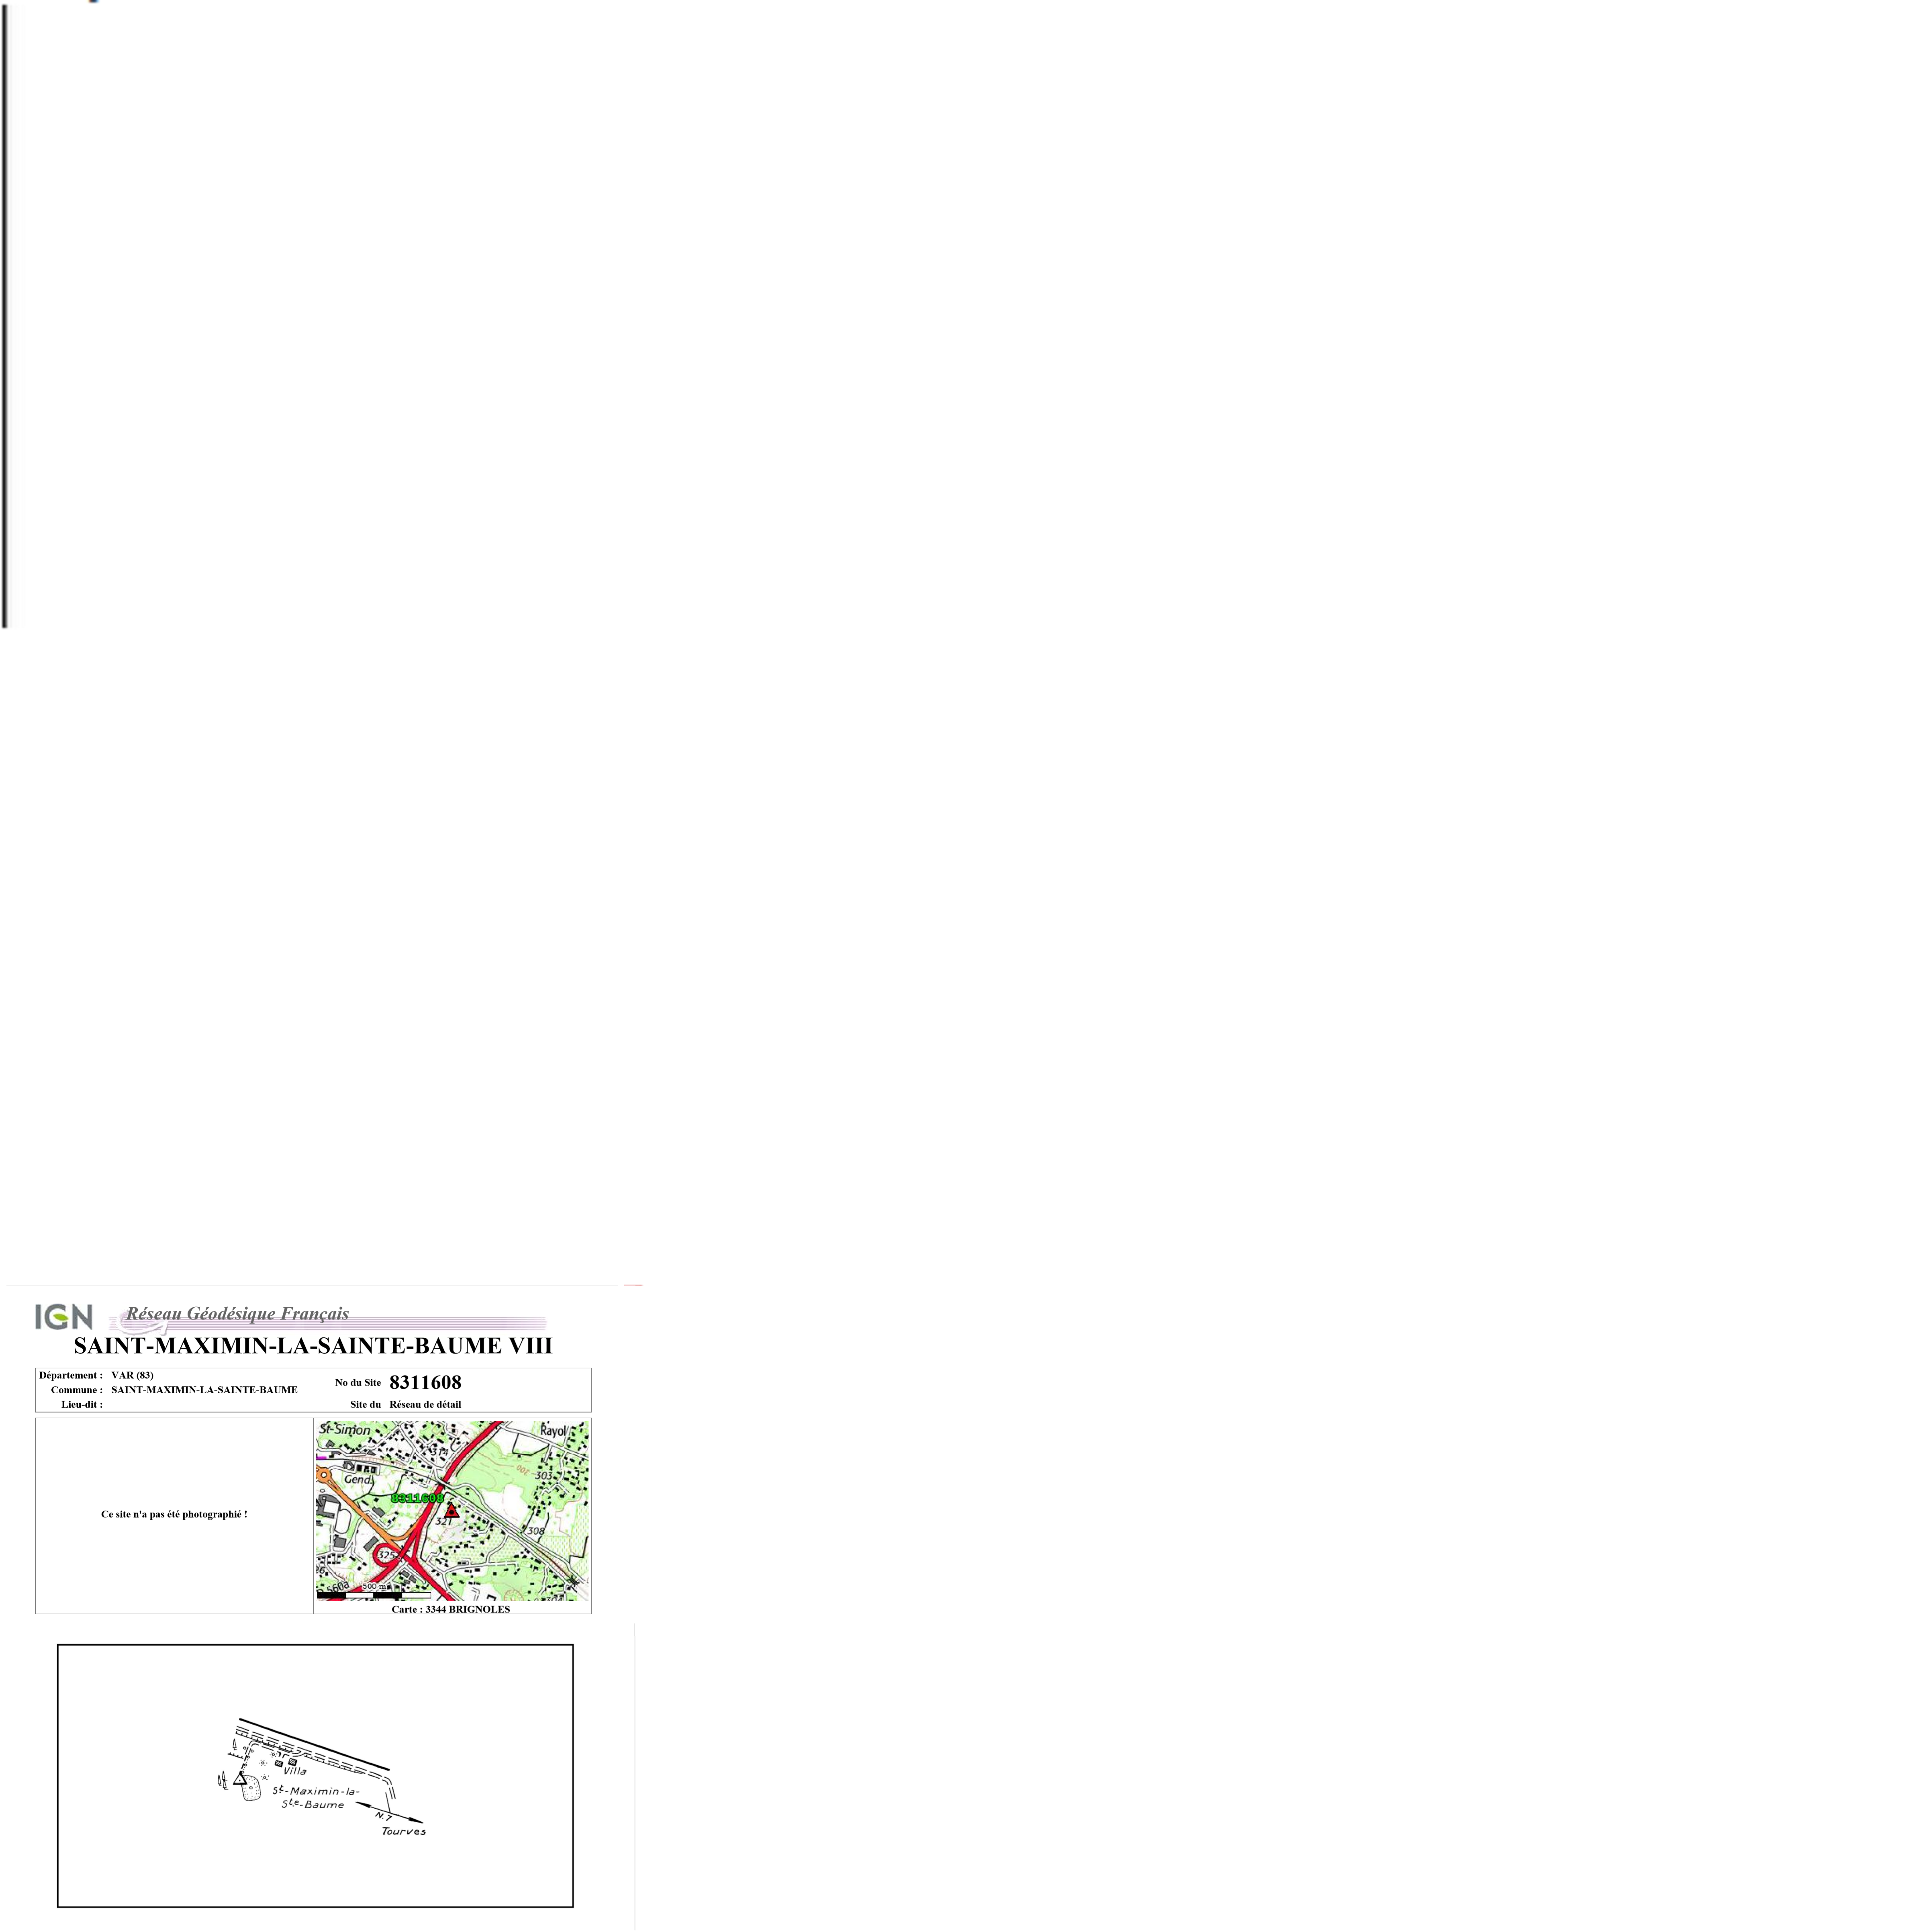 IGN
Réseau Géodésique Français
SAINT-MAXIMIN-LA-SAINTE-BAUME VIII
Département : VAR (83)
Commune : SAINT-MAXIMIN-LA-SAINTE-BAUME
Lieu-dit :
No du Site 8311608
Site du Réseau de détail
Ce site n'a pas été photographié !
St-Simon
Rayol
314
300
303
Gend.
8311608
321
308
325
560a
500 m
Carte : 3344 BRIGNOLES
Villa
St-Maximin-la-
Ste-Baume
N.7
Tourves